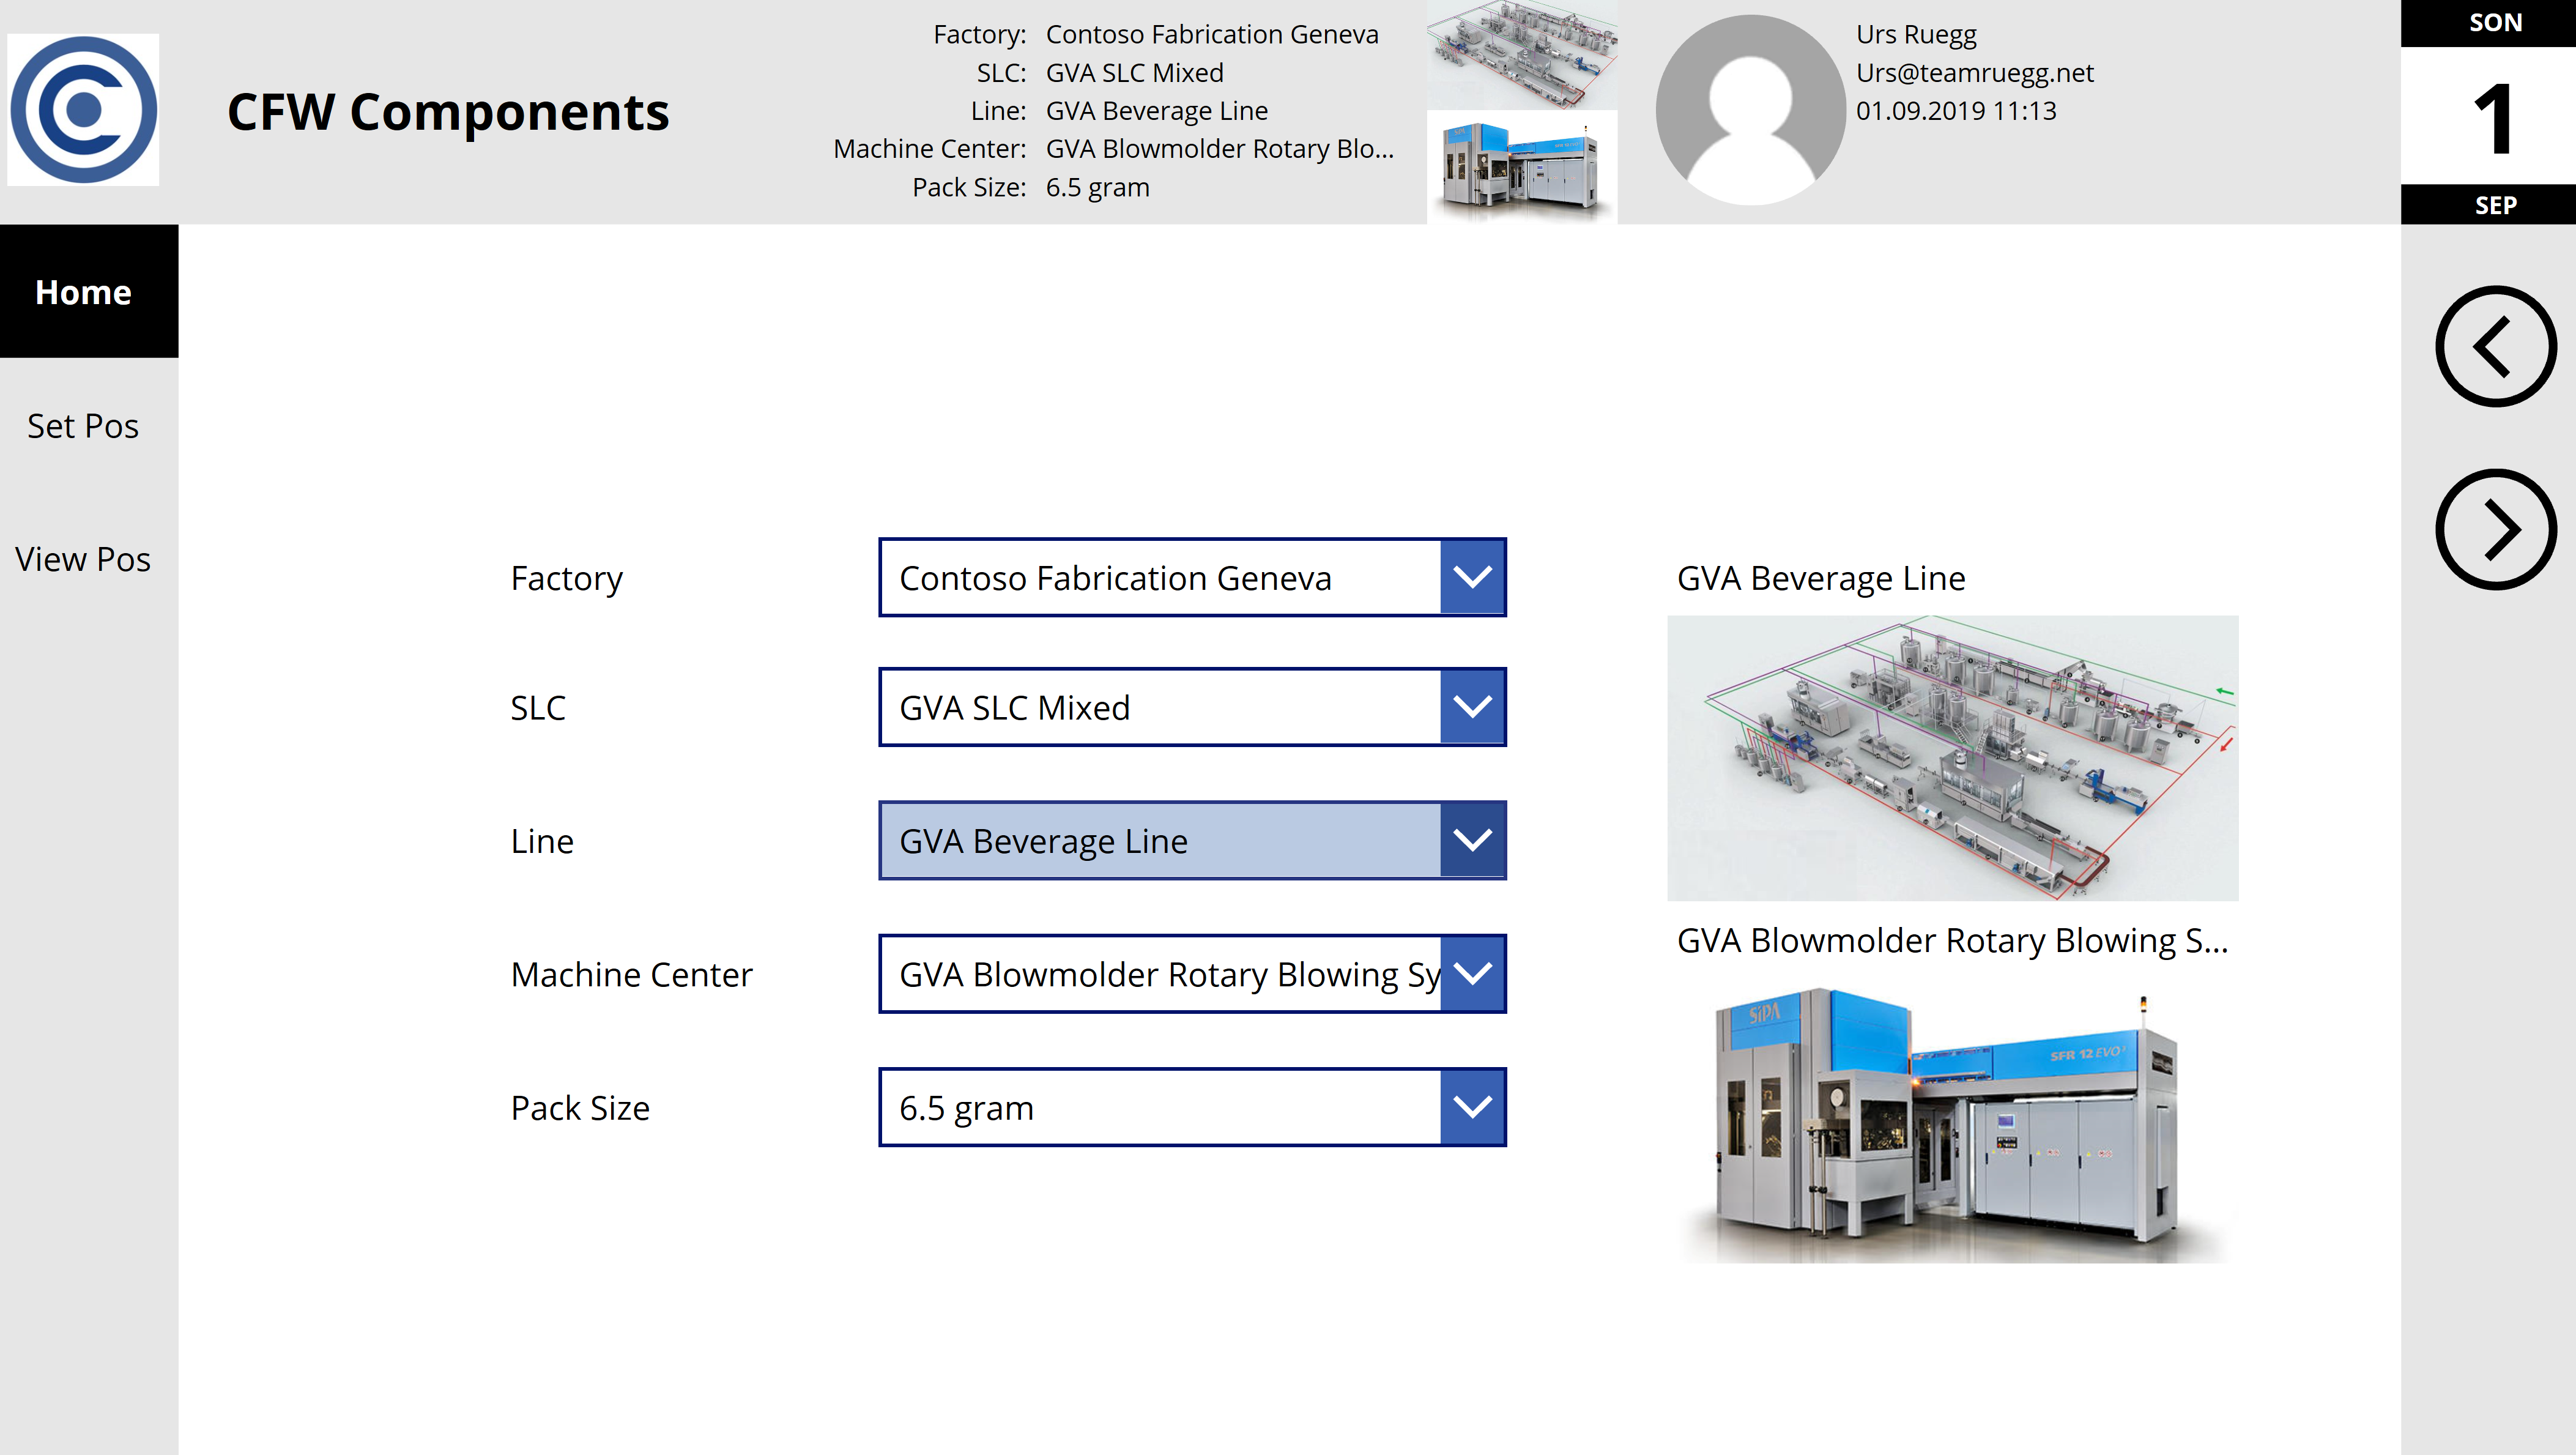 CFW Components
Factory: Contoso Fabrication Geneva
SLC: GVA SLC Mixed
Line: GVA Beverage Line
Machine Center: GVA Blowmolder Rotary Blo...
Pack Size: 6.5 gram
Urs Ruegg
Urs@teamruegg.net
01.09.2019 11:13
SON
1
SEP
Home
Set Pos
View Pos
Factory
Contoso Fabrication Geneva
SLC
GVA SLC Mixed
Line
GVA Beverage Line
Machine Center
GVA Blowmolder Rotary Blowing Sy
Pack Size
6.5 gram
GVA Beverage Line
GVA Blowmolder Rotary Blowing S...
SIPA
SFR 12 EVO³